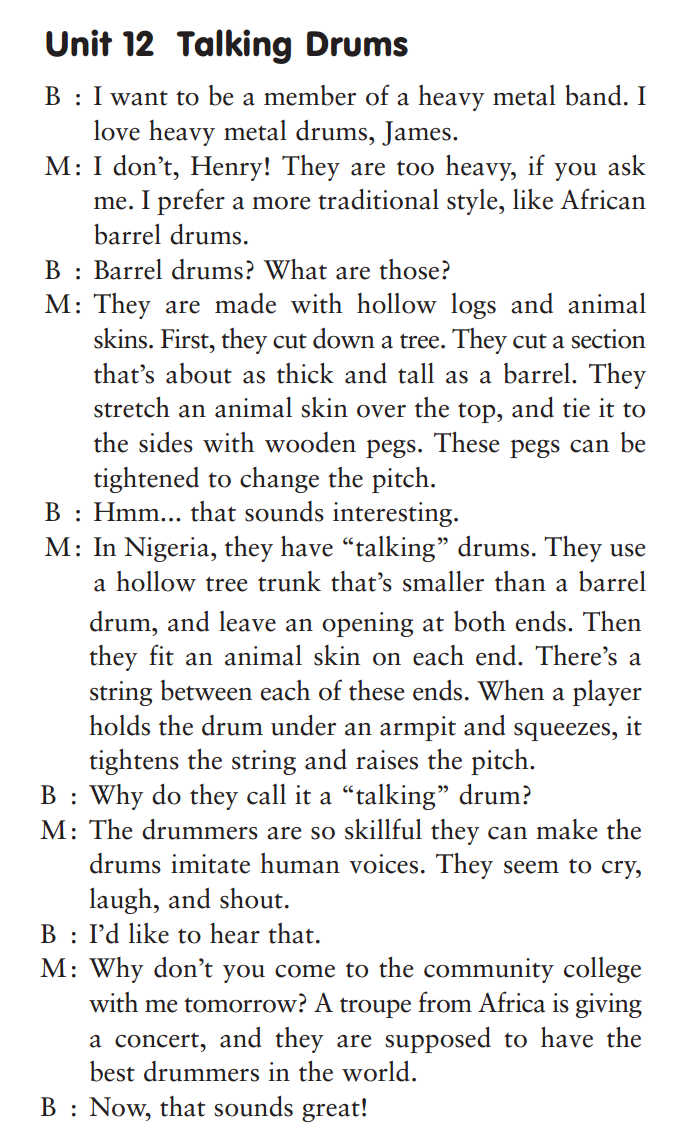 Unit 12 Talking Drums
B : I want to be a member of a heavy metal band. I
love heavy metal drums, James.
M: I don’t, Henry! They are too heavy, if you ask
me. I prefer a more traditional style, like African
barrel drums.
B : Barrel drums? What are those?
M: They are made with hollow logs and animal
skins. First, they cut down a tree. They cut a section
that’s about as thick and tall as a barrel. They
stretch an animal skin over the top, and tie it to
the sides with wooden pegs. These pegs can be
tightened to change the pitch.
B : Hmm... that sounds interesting.
M: In Nigeria, they have “talking” drums. They use
a hollow tree trunk that’s smaller than a barrel
drum, and leave an opening at both ends. Then
they fit an animal skin on each end. There’s a
string between each of these ends. When a player
holds the drum under an armpit and squeezes, it
tightens the string and raises the pitch.
B : Why do they call it a “talking” drum?
M: The drummers are so skillful they can make the
drums imitate human voices. They seem to cry,
laugh, and shout.
B : I’d like to hear that.
M: Why don’t you come to the community college
with me tomorrow? A troupe from Africa is giving
a concert, and they are supposed to have the
best drummers in the world.
B : Now, that sounds great!